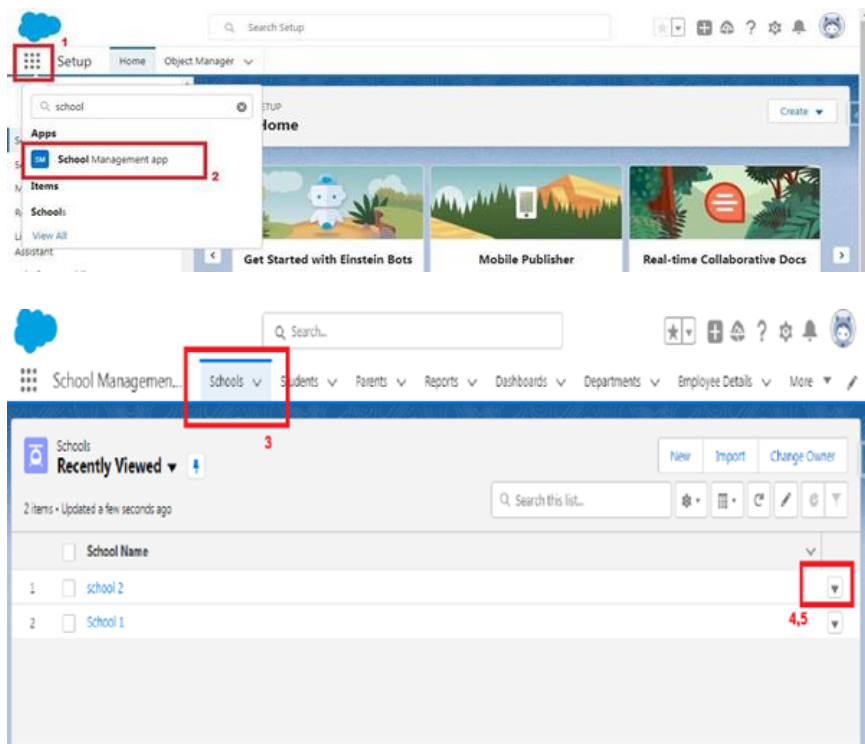 Search Setup
1
Setup Home Object Manager
school
SETUP
Home
Create
Apps
SM School Management app
2
Items
Schools
View All
Assistant
Get Started with Einstein Bots Mobile Publisher Real-time Collaborative Docs
Search...
School Managemen... Schools Students Parents Reports Dashboards Departments Employee Details More
3
Schools
Recently Viewed
New Import Change Owner
2 items • Updated a few seconds ago
Search this list...
School Name
1 school 2
4,5
2 School 1